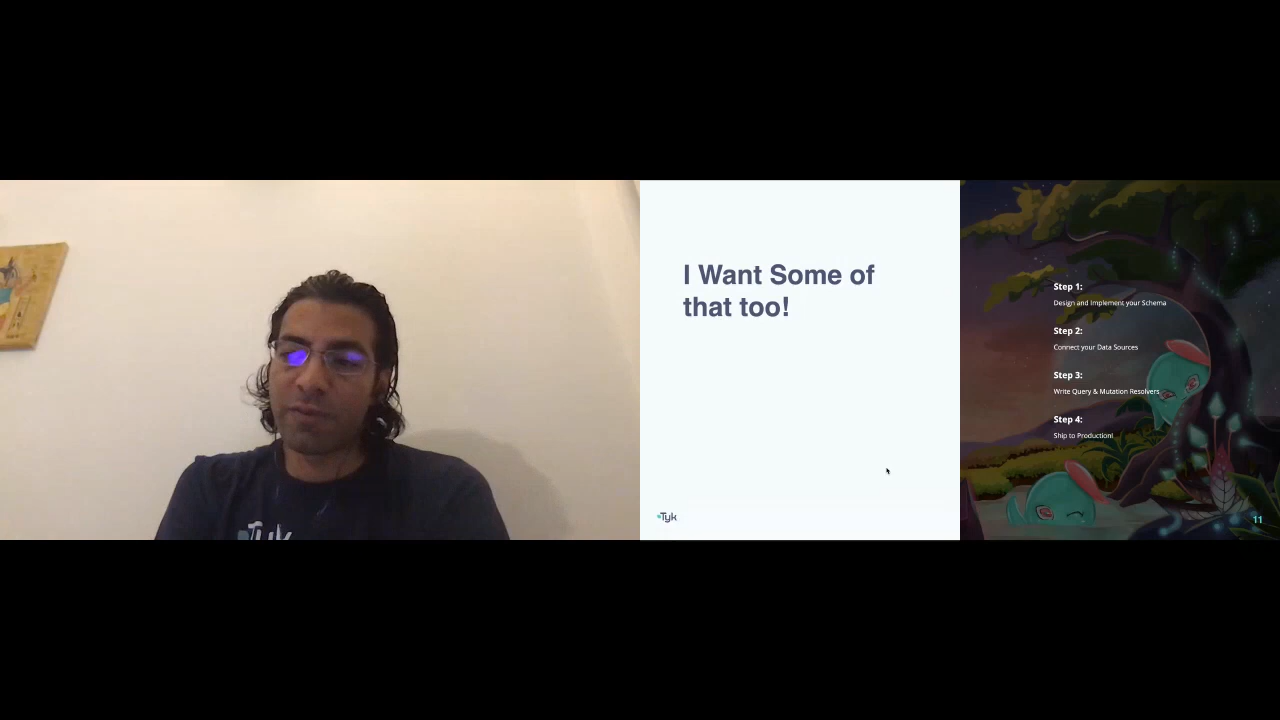 I Want Some of
that too!
Step 1:
Design and Implement your Schema
Step 2:
Connect your Data Sources
Step 3:
Write Query & Mutation Resolvers
Step 4:
Ship to Production!
Tyk
11
Tyk